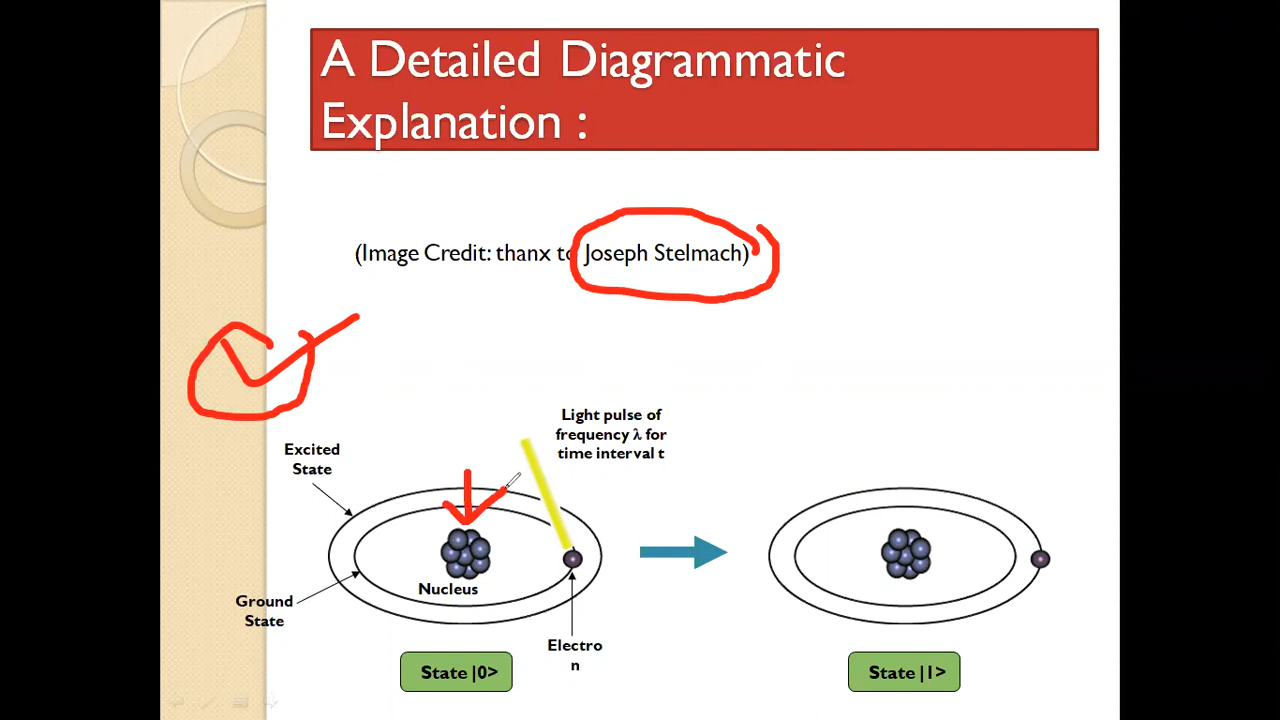 A Detailed Diagrammatic
Explanation :
(Image Credit: thanx to Joseph Stelmach)
Light pulse of
frequency λ for
time interval t
Excited
State
Nucleus
Ground
State
Electro
n
State |0>
State |1>